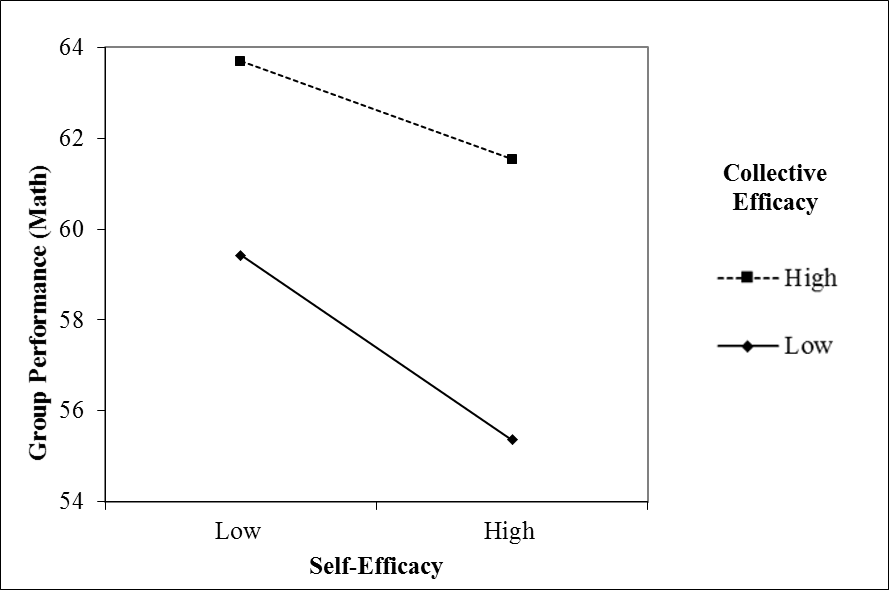 64
62
60
58
56
54
Group Performance (Math)
Low
High
Self-Efficacy
Collective
Efficacy
High
Low